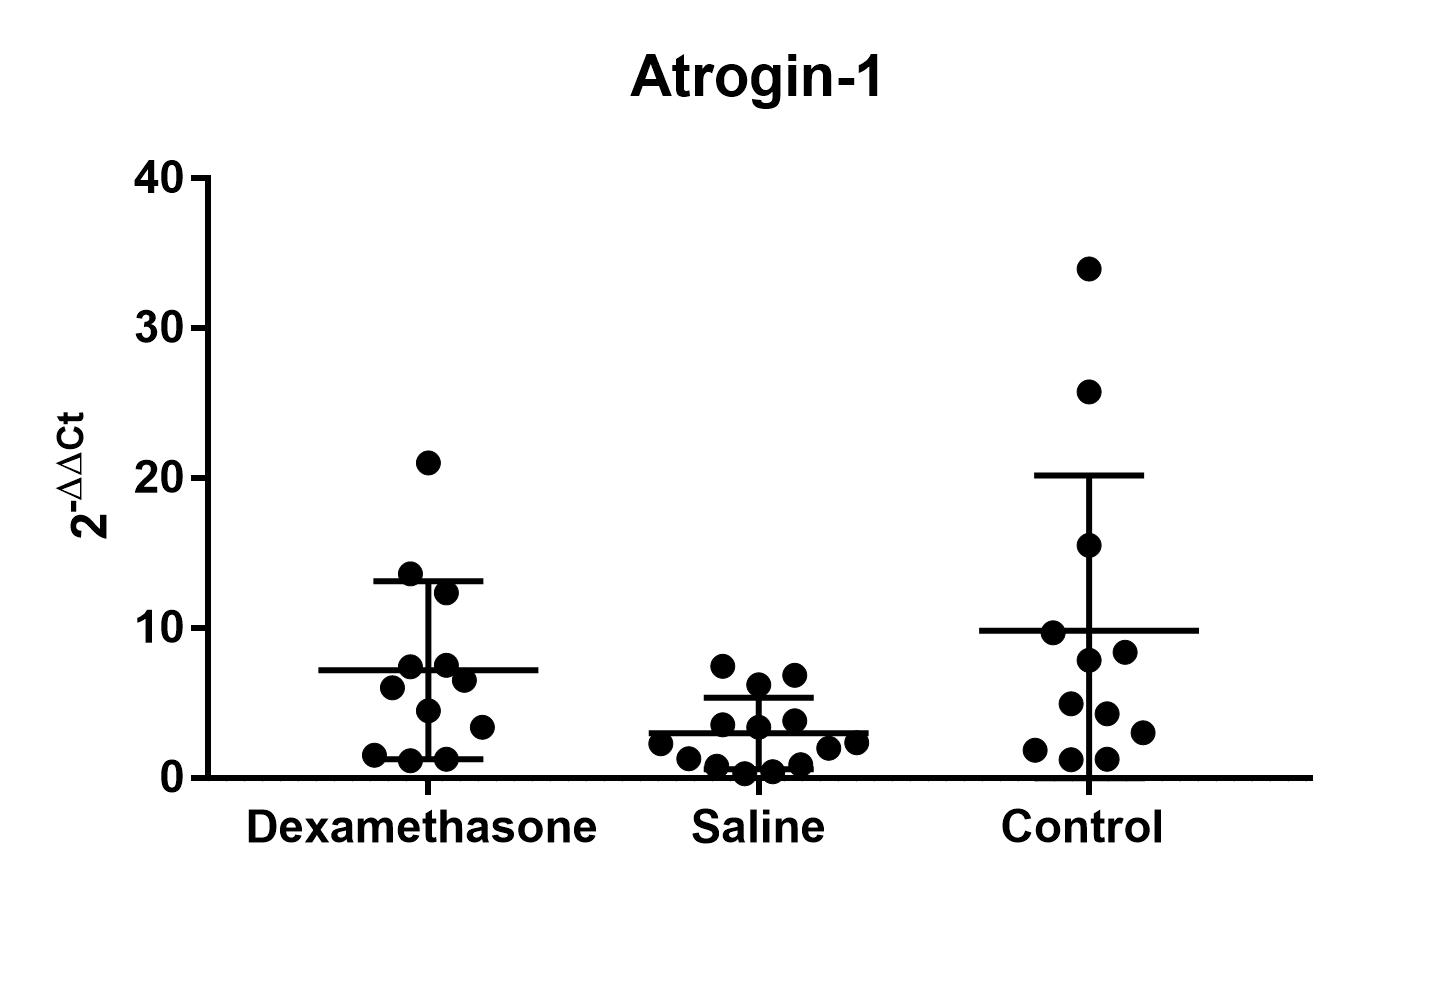 Atrogin-1
40
30
20
10
0
2-ΔΔCt
Dexamethasone
Saline
Control